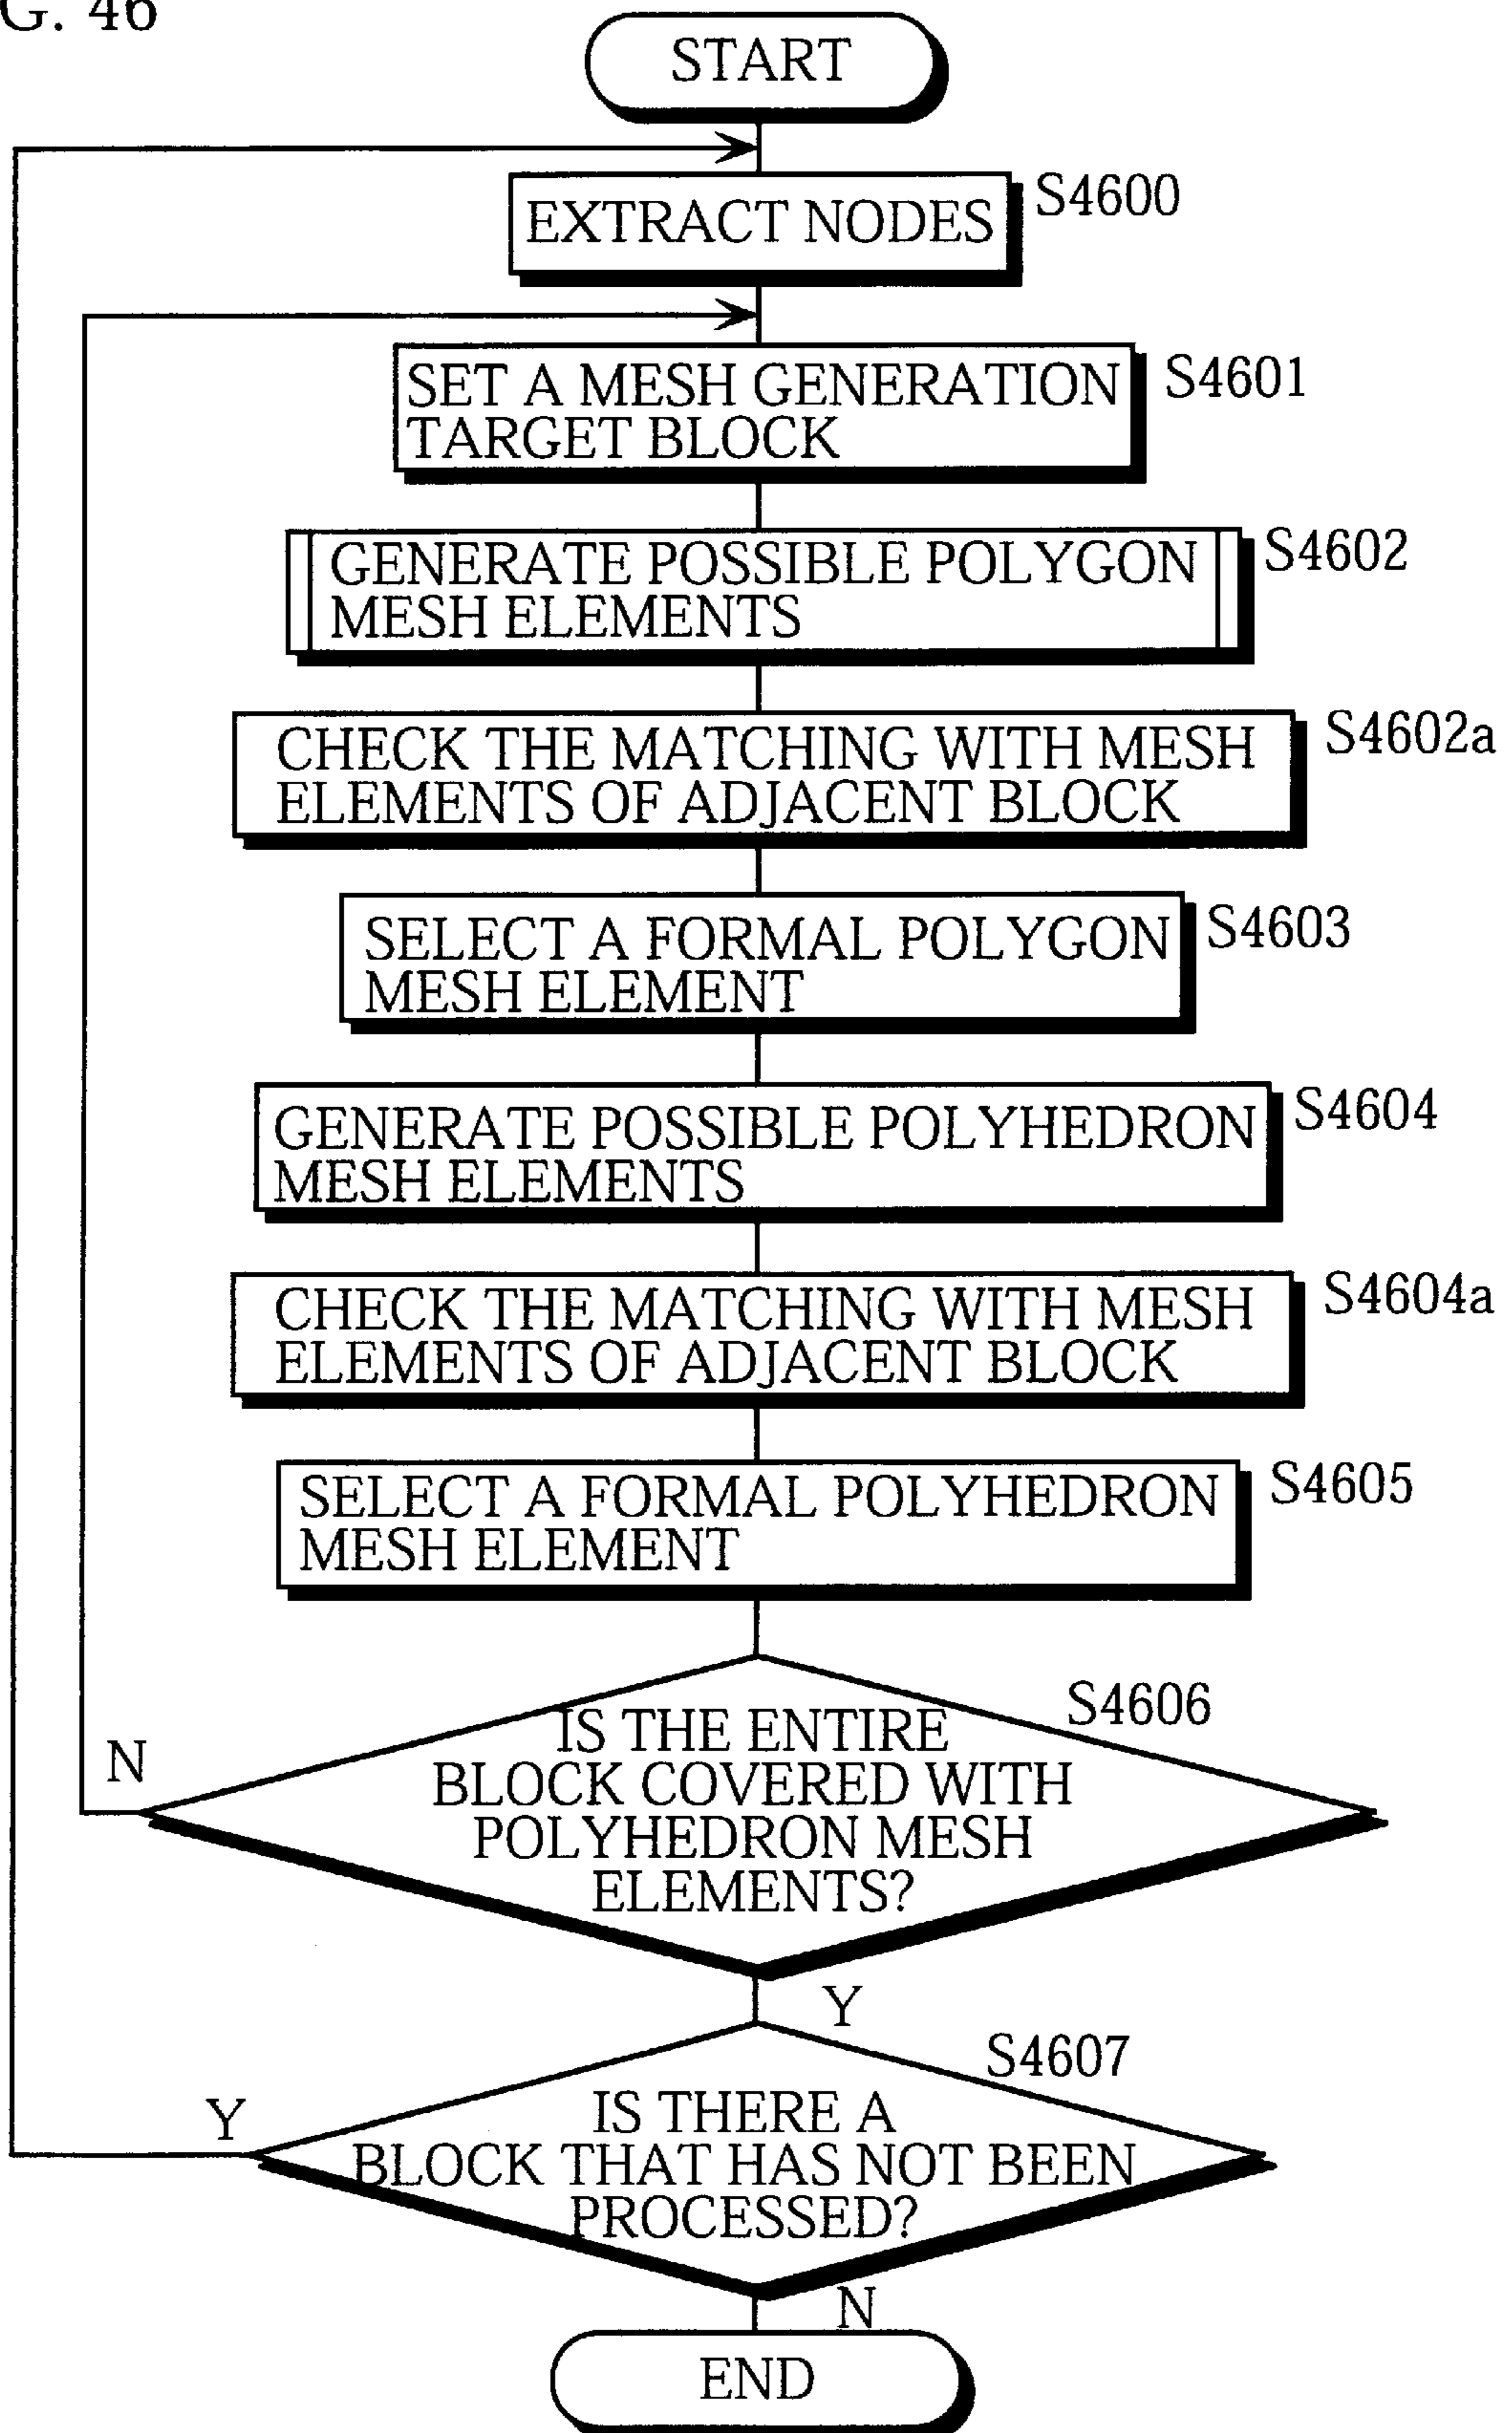 G. 46
START
EXTRACT NODES
S4600
SET A MESH GENERATION
TARGET BLOCK
S4601
GENERATE POSSIBLE POLYGON
MESH ELEMENTS
S4602
CHECK THE MATCHING WITH MESH
ELEMENTS OF ADJACENT BLOCK
S4602a
SELECT A FORMAL POLYGON
MESH ELEMENT
S4603
GENERATE POSSIBLE POLYHEDRON
MESH ELEMENTS
S4604
CHECK THE MATCHING WITH MESH
ELEMENTS OF ADJACENT BLOCK
S4604a
SELECT A FORMAL POLYHEDRON
MESH ELEMENT
S4605
S4606
N
IS THE ENTIRE
BLOCK COVERED WITH
POLYHEDRON MESH
ELEMENTS?
Y
S4607
Y
IS THERE A
BLOCK THAT HAS NOT BEEN
PROCESSED?
N
END